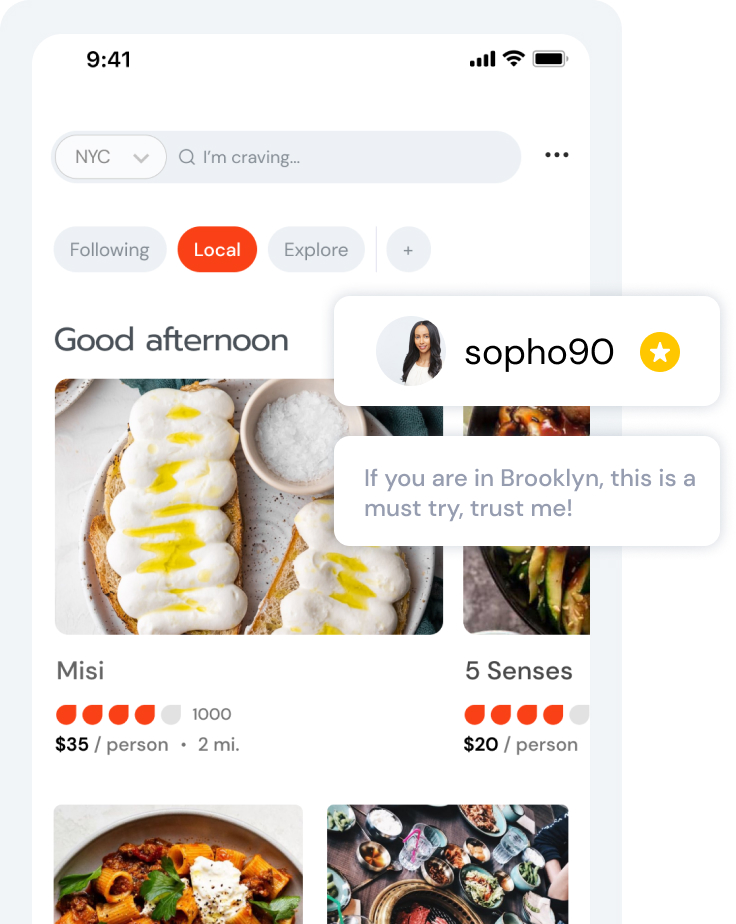 9:41
NYC
I'm craving...
Following
Local
Explore
+
Good afternoon
sopho90
If you are in Brooklyn, this is a
must try, trust me!
Misi
1000
$35 / person • 2 mi.
5 Senses
$20 / person